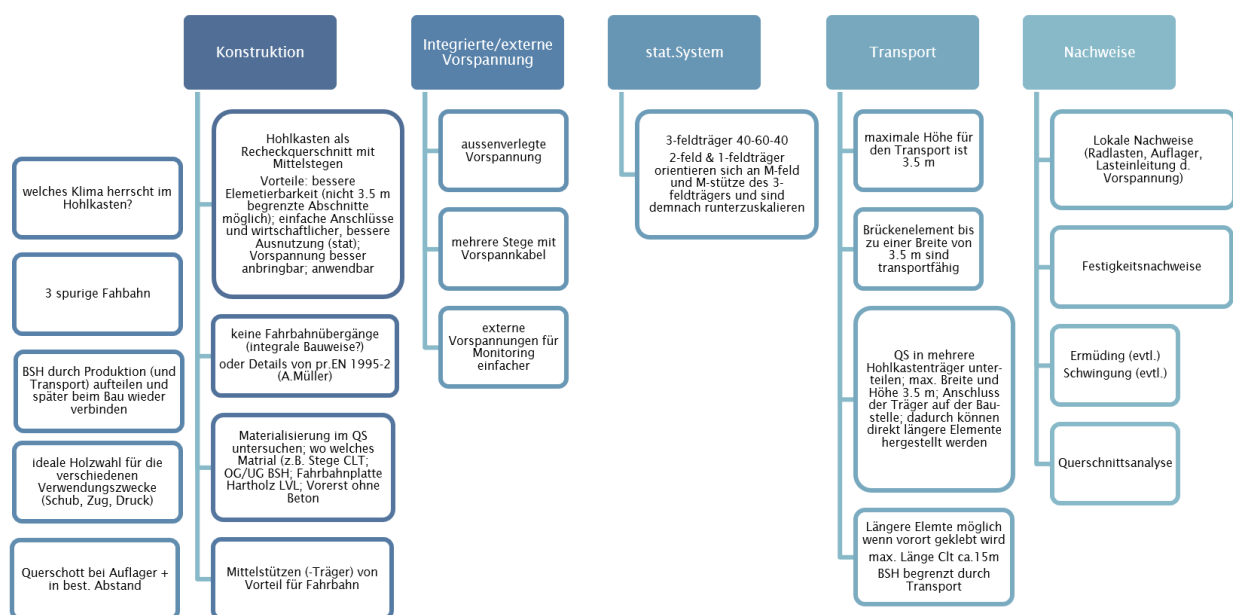 Konstruktion
welches Klima herrscht im
Hohlkasten?
3 spurige Fahbahn
BSH durch Produktion (und
Transport) aufteilen und
später beim Bau wieder
verbinden
ideale Holzwahl für die
verschiedenen
Verwendungszwecke
(Schub, Zug, Druck)
Querschott bei Auflager +
in best. Abstand
Hohlkasten als
Recheckquerschnitt mit
Mittelstegen
Vorteile: bessere
Elemetierbarkeit (nicht 3.5 m
begrenzte Abschnitte
möglich); einfache Anschlüsse
und wirtschaftlicher, bessere
Ausnutzung (stat);
Vorspannung besser
anbringbar; anwendbar
keine Fahrbahnübergänge
(integrale Bauweise?)
oder Details von pr.EN 1995-2
(A.Müller)
Materialisierung im QS
untersuchen; wo welches
Matrial (z.B. Stege CLT;
OG/UG BSH; Fahrbahnplatte
Hartholz LVL; Vorerst ohne
Beton
Mittelstützen (-Träger) von
Vorteil für Fahrbahn
Integrierte/externe
Vorspannung
aussenverlegte
Vorspannung
mehrere Stege mit
Vorspannkabel
externe
Vorspannungen für
Monitoring
einfacher
stat.System
3-feldträger 40-60-40
2-feld & 1-feldträger
orientieren sich an M-feld
und M-stütze des 3-
feldträgers und sind
demnach runterzuskalieren
Transport
maximale Höhe für
den Transport ist
3.5 m
Brückenelement bis
zu einer Breite von
3.5 m sind
transportfähig
QS in mehrere
Hohlkastenträger unter-
teilen; max. Breite und
Höhe 3.5 m; Anschluss
der Träger auf der Bau-
stelle; dadurch können
direkt längere Elemente
hergestellt werden
Längere Elemte möglich
wenn vorort geklebt wird
max. Länge Clt ca.15m
BSH begrenzt durch
Transport
Nachweise
Lokale Nachweise
(Radlasten, Auflager,
Lasteinleitung d.
Vorspannung)
Festigkeitsnachweise
Ermüding (evtl.)
Schwingung (evtl.)
Querschnittsanalyse